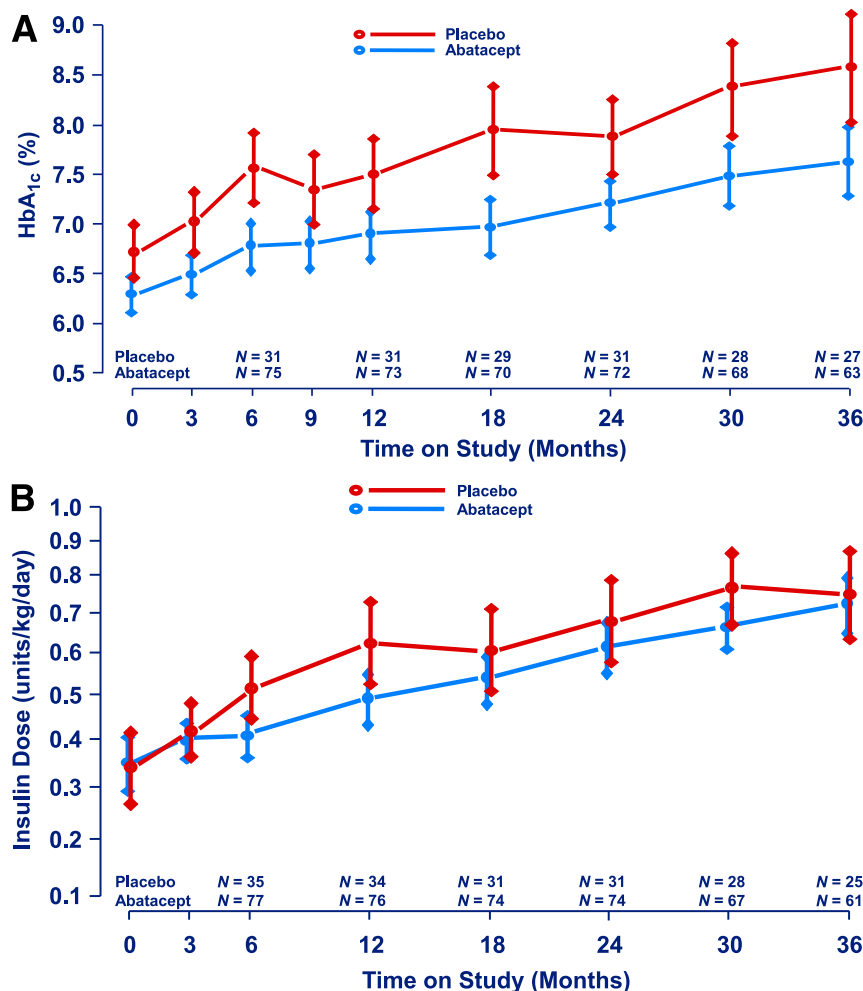 A
Placebo
Abatacept
HbA1c (%)
9.0
8.5
8.0
7.5
7.0
6.5
6.0
0.5
Placebo N = 31 N = 31 N = 29 N = 31 N = 28 N = 27
Abatacept N = 75 N = 73 N = 70 N = 72 N = 68 N = 63
0 3 6 9 12 18 24 30 36
Time on Study (Months)
B
Placebo
Abatacept
Insulin Dose (units/kg/day)
1.0
0.9
0.8
0.7
0.6
0.5
0.4
0.3
0.2
0.1
Placebo N = 35 N = 34 N = 31 N = 31 N = 28 N = 25
Abatacept N = 77 N = 76 N = 74 N = 74 N = 67 N = 61
0 3 6 12 18 24 30 36
Time on Study (Months)